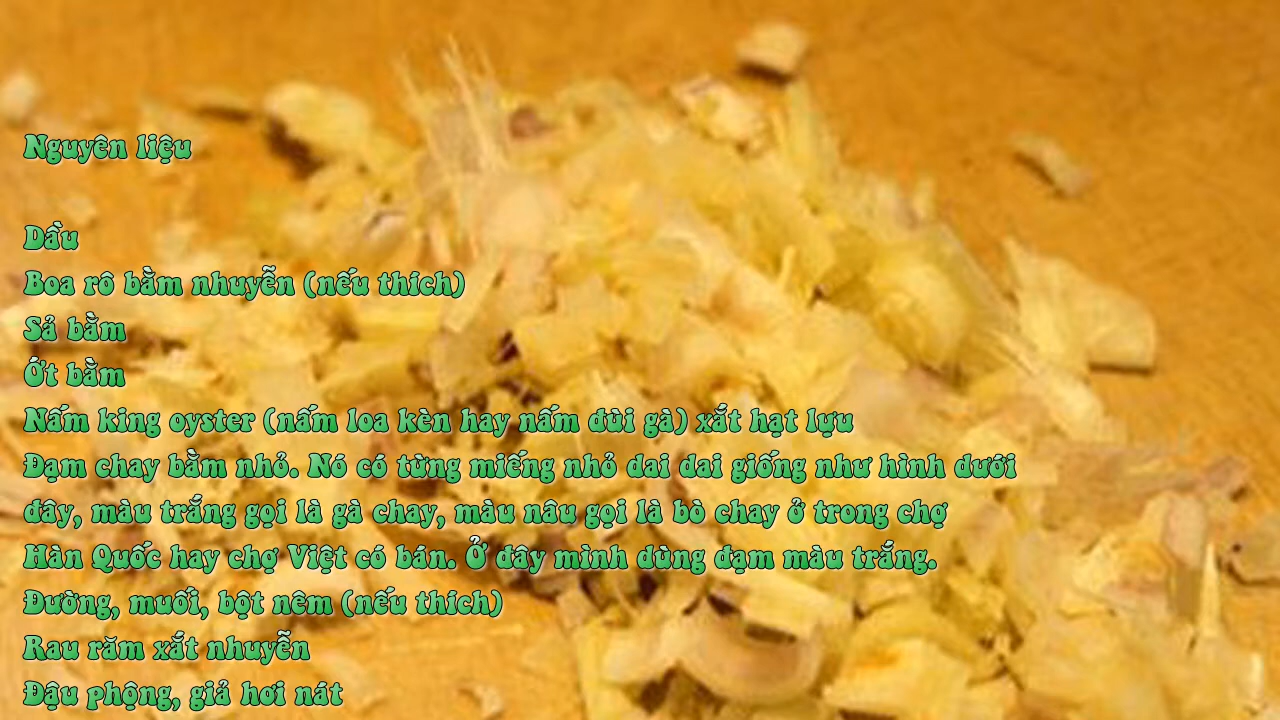 Nguyên liệu
Dầu
Boa rô bằm nhuyễn (nếu thích)
Sả bằm
Ớt bằm
Nấm king oyster (nấm loa kèn hay nấm đùi gà) xắt hạt lựu
Đạm chay bằm nhỏ. Nó có từng miếng nhỏ dai dai giống như hình dưới
đây, màu trắng gọi là gà chay, màu nâu gọi là bò chay ở trong chợ
Hàn Quốc hay chợ Việt có bán. Ở đây mình dùng đạm màu trắng.
Đường, muối, bột nêm (nếu thích)
Rau răm xắt nhuyễn
Đậu phộng, giả hơi nát